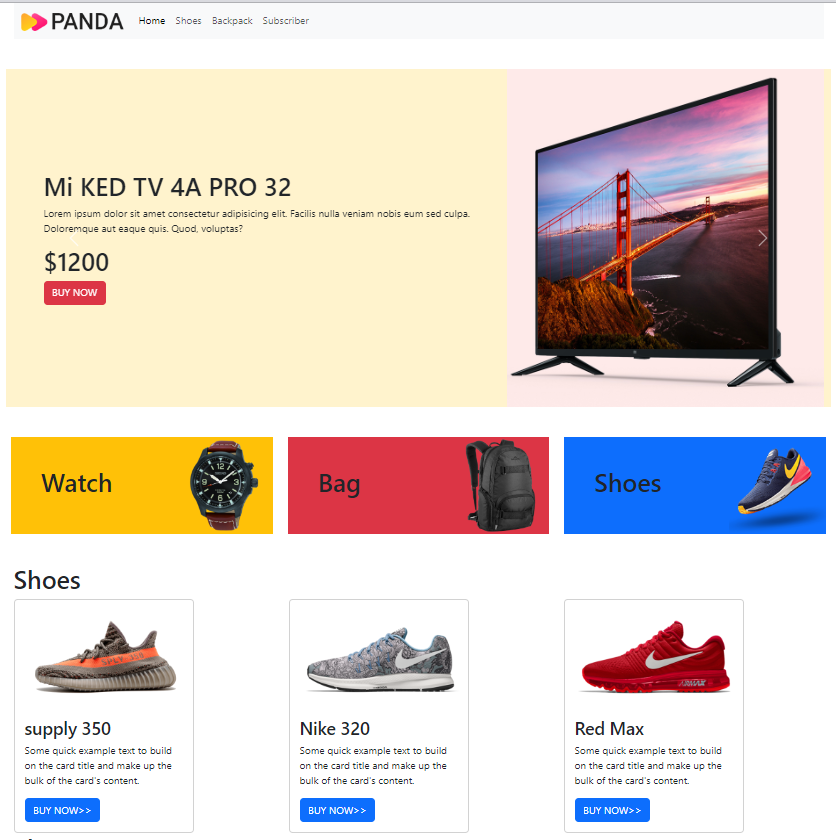 PANDA Home Shoes Backpack Subscriber
Mi KED TV 4A PRO 32
Lorem ipsum dolor sit amet consectetur adipisicing elit. Facilis nulla veniam nobis eum sed culpa.
Doloremque aut eaque quis. Quod, voluptas?
$1200
BUY NOW
Watch
Bag
Shoes
Shoes
supply 350
Some quick example text to build
on the card title and make up the
bulk of the card's content.
BUY NOW>>
Nike 320
Some quick example text to build
on the card title and make up the
bulk of the card's content.
BUY NOW>>
Red Max
Some quick example text to build
on the card title and make up the
bulk of the card's content.
BUY NOW>>